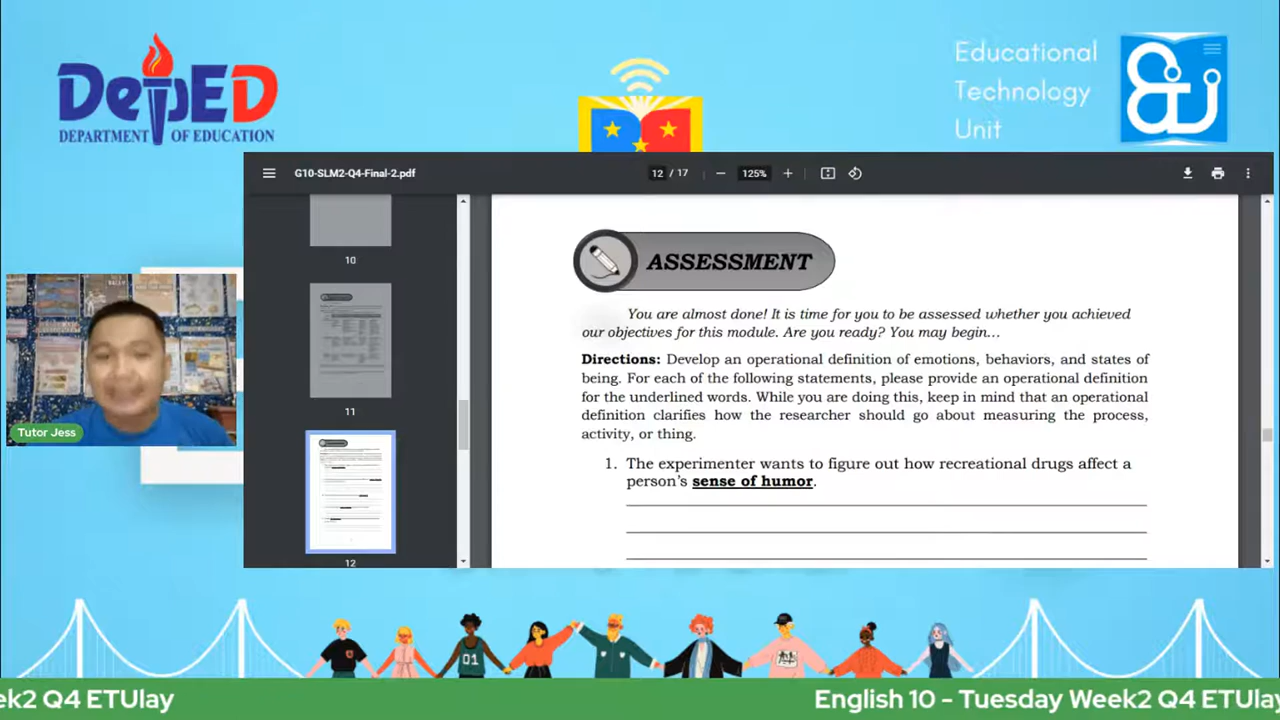 DepED
DEPARTMENT OF EDUCATION
Educational
Technology
Unit
G10-SLM2-Q4-Final-2.pdf
12 / 17
125%
10
11
12
ASSESSMENT
You are almost done! It is time for you to be assessed whether you achieved
our objectives for this module. Are you ready? You may begin…
Directions: Develop an operational definition of emotions, behaviors, and states of
being. For each of the following statements, please provide an operational definition
for the underlined words. While you are doing this, keep in mind that an operational
definition clarifies how the researcher should go about measuring the process,
activity, or thing.
1. The experimenter wants to figure out how recreational drugs affect a
person's sense of humor.
Tutor Jess
01
ek2 Q4 ETUlay
English 10 - Tuesday Week2 Q4 ETUlay